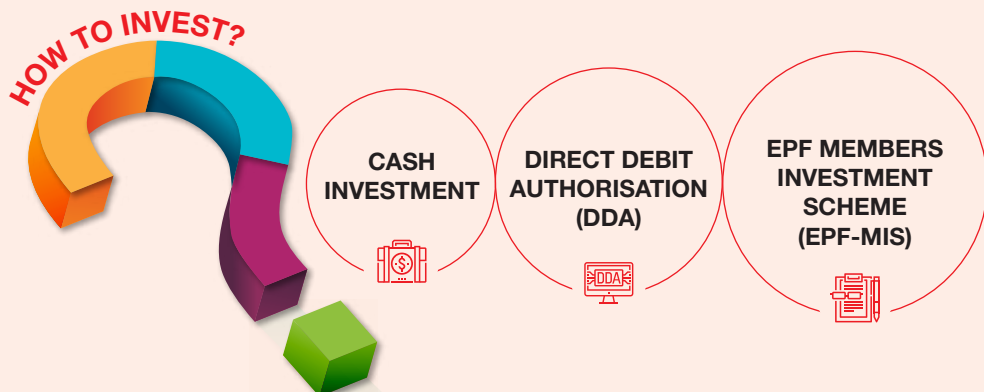 HOW TO INVEST?
CASH
INVESTMENT
DIRECT DEBIT
AUTHORISATION
(DDA)
EPF MEMBERS
INVESTMENT
SCHEME
(EPF-MIS)
$
DDA